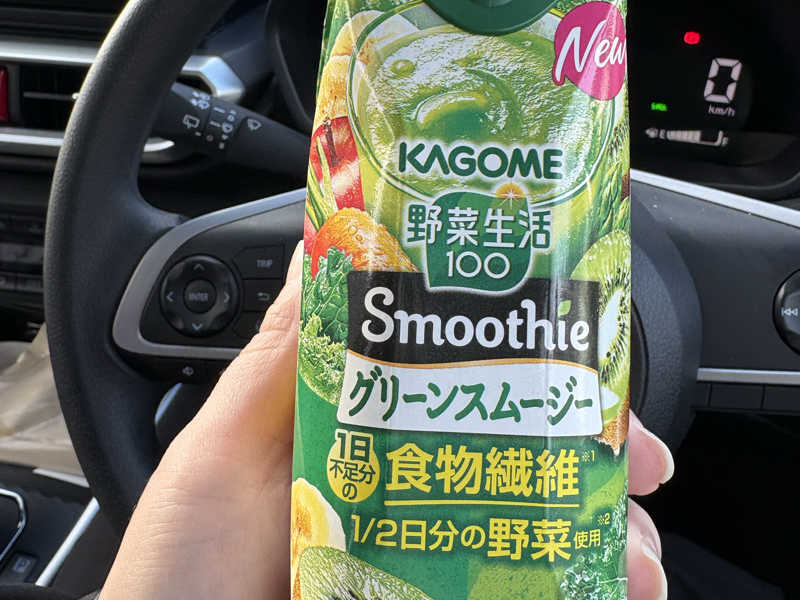 New
KAGOME
野菜生活
100
Smoothie
グリーンスムージー
1日
不足分
の
食物繊維※1
1/2日分の野菜使用※2
TRIP
ENTER
0
km/h
E
F
P